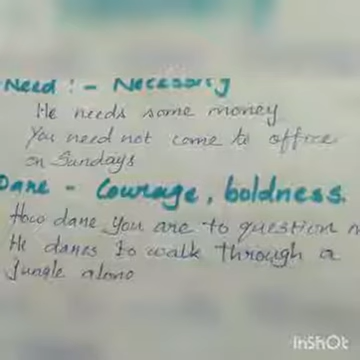 Need :- Necessity
He needs some money
You need not come to office
on Sundays
Dare - Courage, boldness.
How dare you are to question
He dares to walk through a
Jungle alone
InShOt